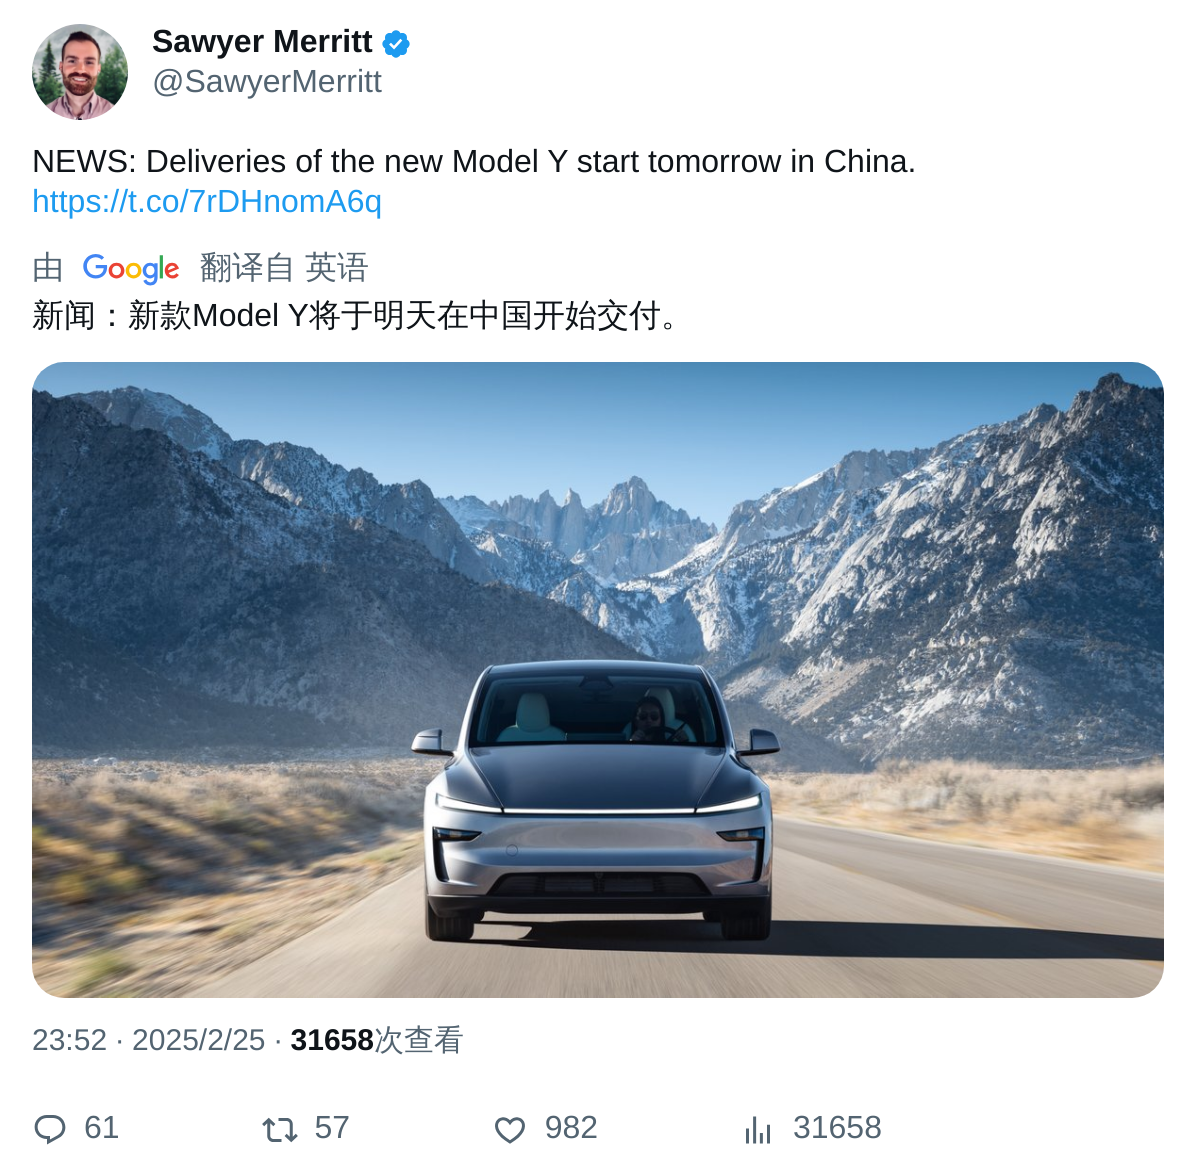 Sawyer Merritt
@SawyerMerritt
NEWS: Deliveries of the new Model Y start tomorrow in China.
https://t.co/7rDHnomA6q
由 Google 翻译自 英语
新闻：新款Model Y将于明天在中国开始交付。
23:52 · 2025/2/25 · 31658次查看
61 57 982 31658